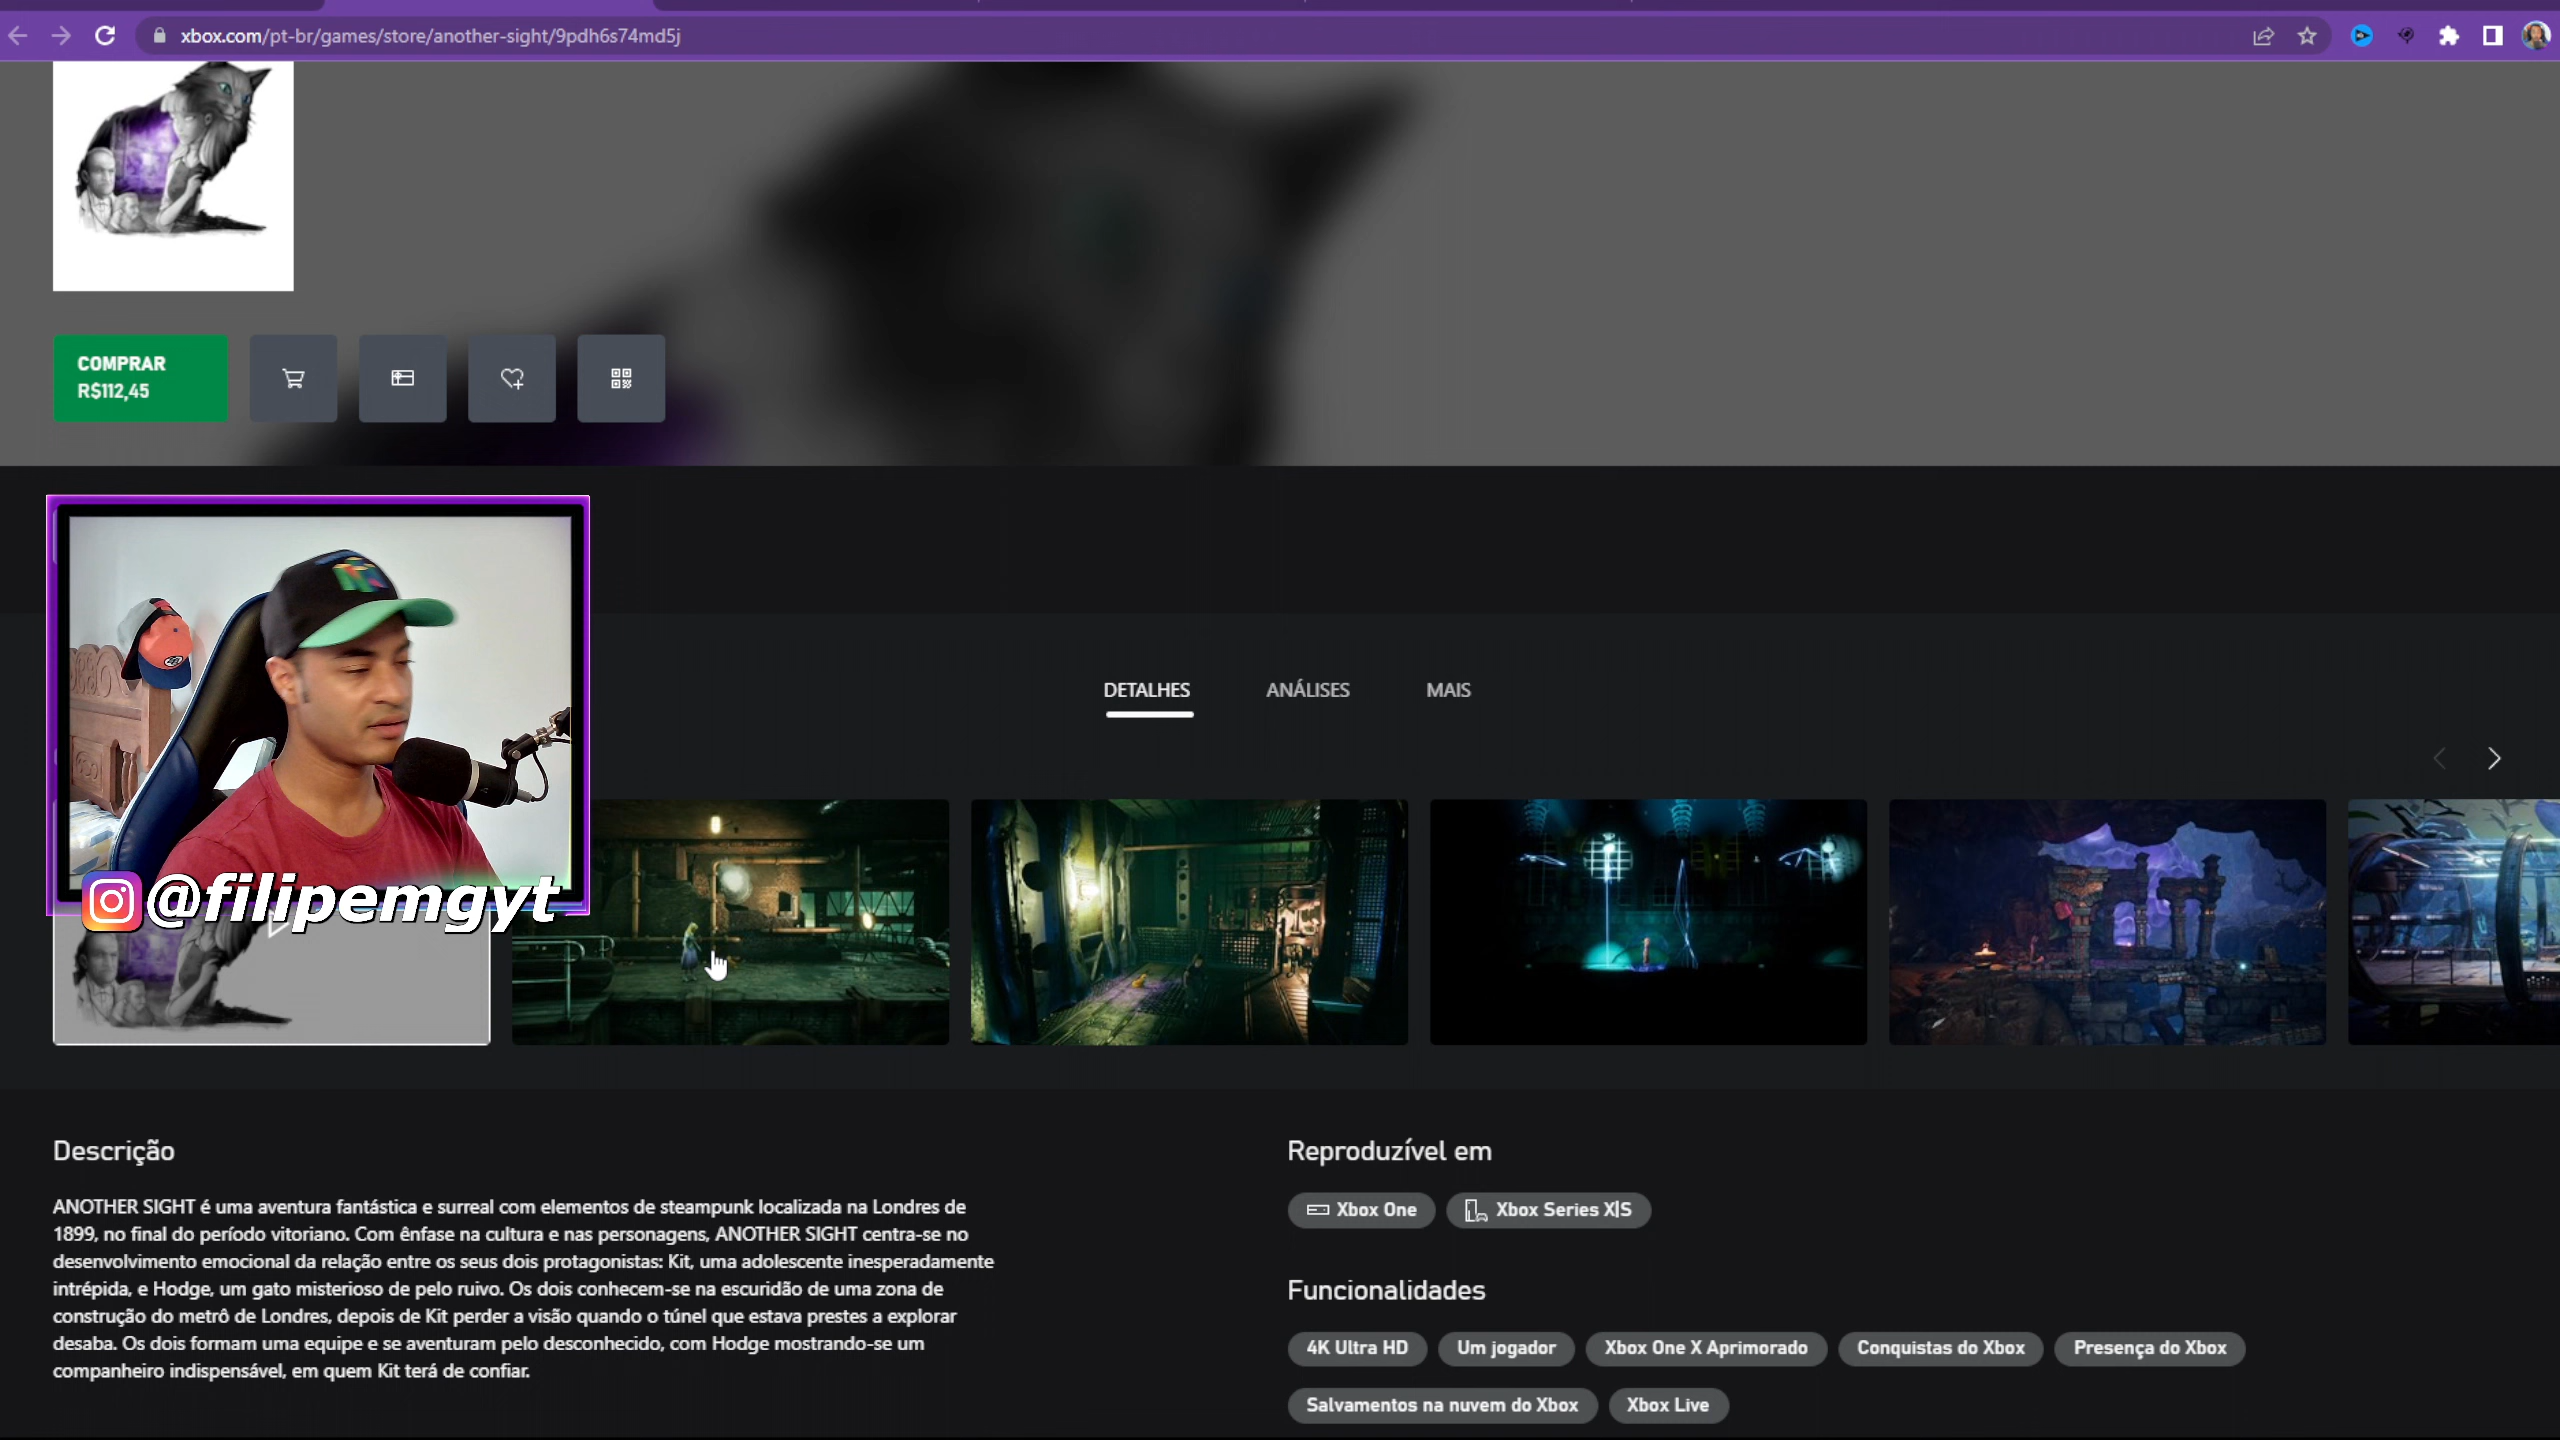 xbox.com/pt-br/games/store/another-sight/9pdh6s74md5j
COMPRAR
R$112,45
DETALHES
ANÁLISES
MAIS
@filipemgyt
Descrição
ANOTHER SIGHT é uma aventura fantástica e surreal com elementos de steampunk localizada na Londres de
1899, no final do período vitoriano. Com ênfase na cultura e nas personagens, ANOTHER SIGHT centra-se no
desenvolvimento emocional da relação entre os seus dois protagonistas: Kit, uma adolescente inesperadamente
intrépida, e Hodge, um gato misterioso de pelo ruivo. Os dois conhecem-se na escuridão de uma zona de
construção do metrô de Londres, depois de Kit perder a visão quando o túnel que estava prestes a explorar
desaba. Os dois formam uma equipe e se aventuram pelo desconhecido, com Hodge mostrando-se um
companheiro indispensável, em quem Kit terá de confiar.
Reproduzível em
Xbox One
Xbox Series X|S
Funcionalidades
4K Ultra HD
Um jogador
Xbox One X Aprimorado
Conquistas do Xbox
Presença do Xbox
Salvamentos na nuvem do Xbox
Xbox Live